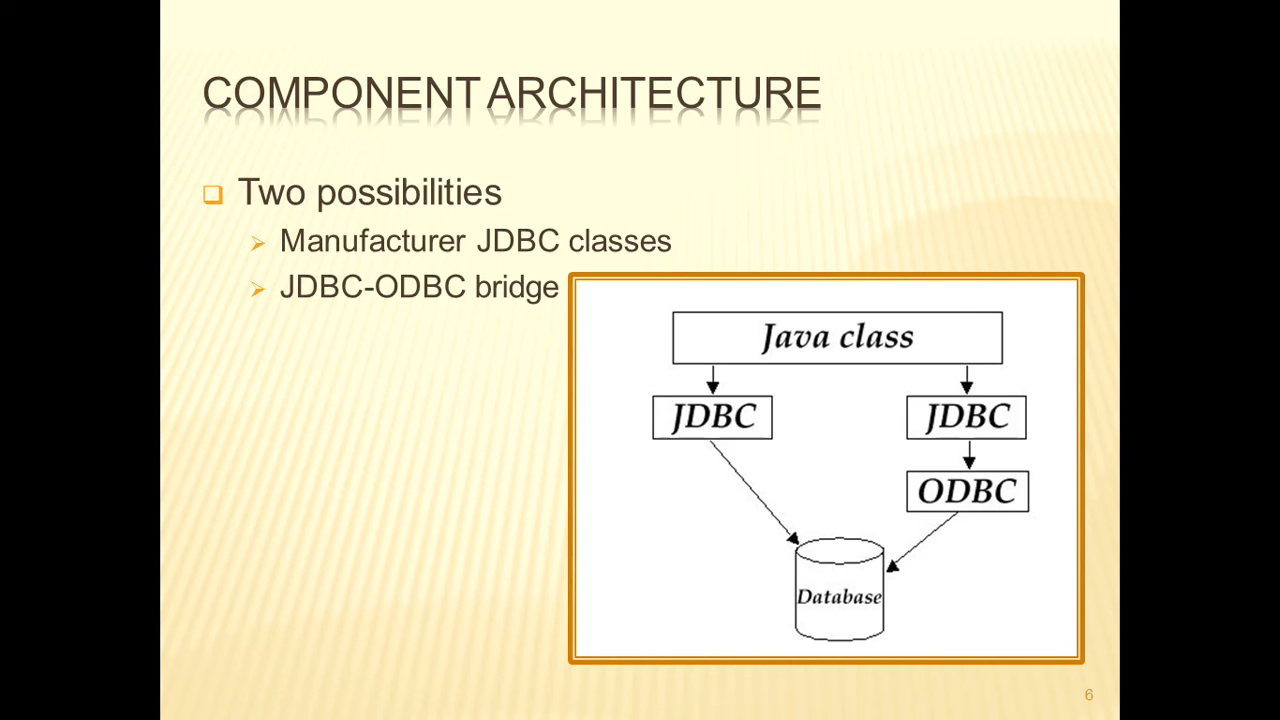 COMPONENT ARCHITECTURE
Two possibilities
Manufacturer JDBC classes
JDBC-ODBC bridge
Java class
JDBC JDBC
ODBC
Database
6